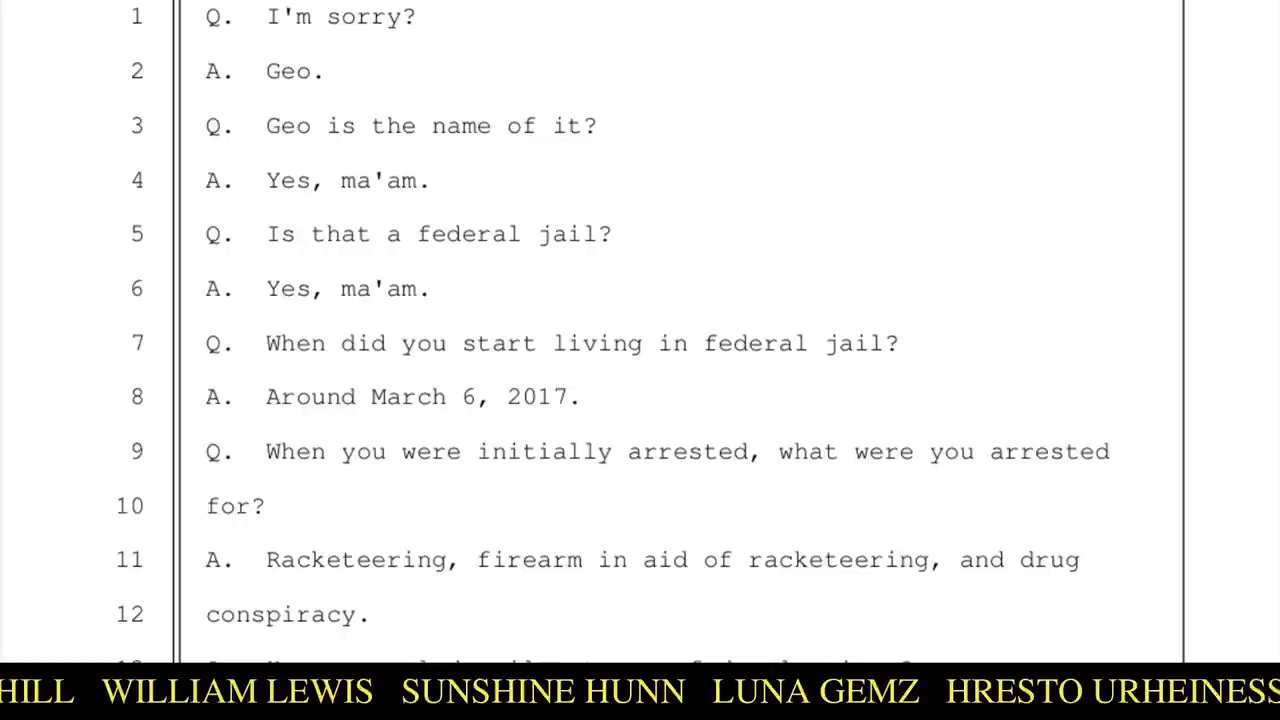 1 Q. I'm sorry?
2 A. Geo.
3 Q. Geo is the name of it?
4 A. Yes, ma'am.
5 Q. Is that a federal jail?
6 A. Yes, ma'am.
7 Q. When did you start living in federal jail?
8 A. Around March 6, 2017.
9 Q. When you were initially arrested, what were you arrested
10 for?
11 A. Racketeering, firearm in aid of racketeering, and drug
12 conspiracy.
HILL WILLIAM LEWIS SUNSHINE HUNN LUNA GEMZ HRESTO URHEINESS